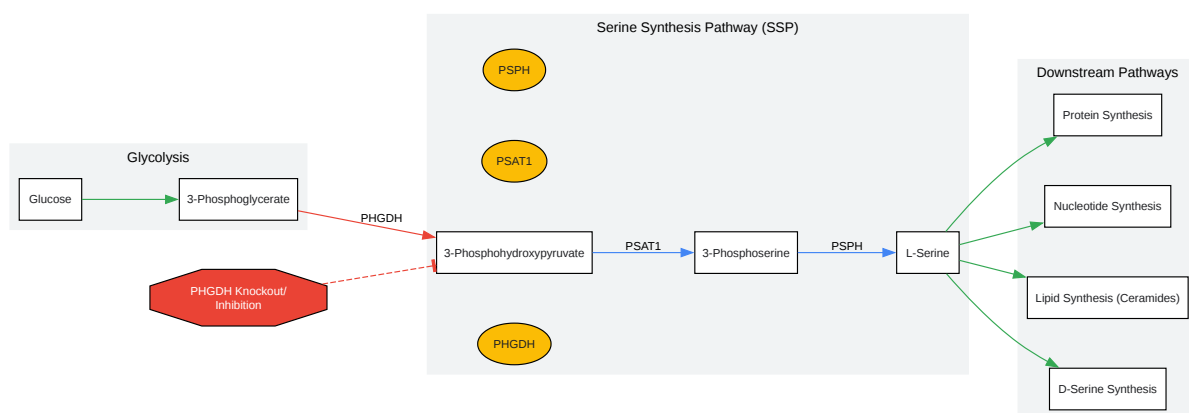 Serine Synthesis Pathway (SSP)
PSPH
Downstream Pathways
Protein Synthesis
Glycolysis
PSAT1
Glucose
3-Phosphoglycerate
Nucleotide Synthesis
PHGDH
3-Phosphohydroxypyruvate
PSAT1
3-Phosphoserine
PSPH
L-Serine
PHGDH Knockout/
Inhibition
Lipid Synthesis (Ceramides)
PHGDH
D-Serine Synthesis